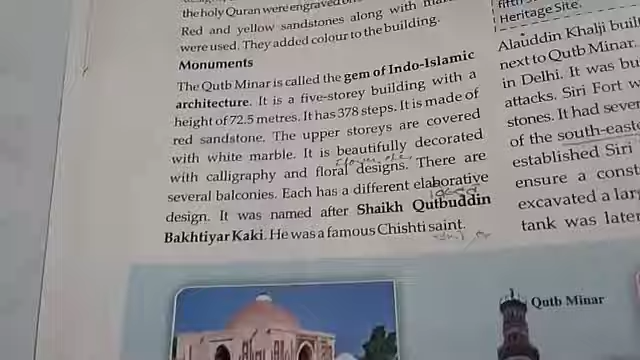 the holy Quran were engraved on
Red and yellow sandstones along with
were used. They added colour to the building.
Monuments
The Qutb Minar is called the gem of Indo-Islamic
architecture. It is a five-storey building with a
height of 72.5 metres. It has 378 steps. It is made of
red sandstone. The upper storeys are covered
with white marble. It is beautifully decorated
with calligraphy and floral designs. There are
several balconies. Each has a different elaborative
design. It was named after Shaikh Qutbuddin
Bakhtiyar Kaki. He was a famous Chishti saint.
Heritage Site.
Alauddin Khalji built
next to Qutb Minar.
in Delhi. It was bu
attacks. Siri Fort w
stones. It had seve
of the south-east
established Siri
ensure a const
excavated a lar
tank was later
Qutb Minar